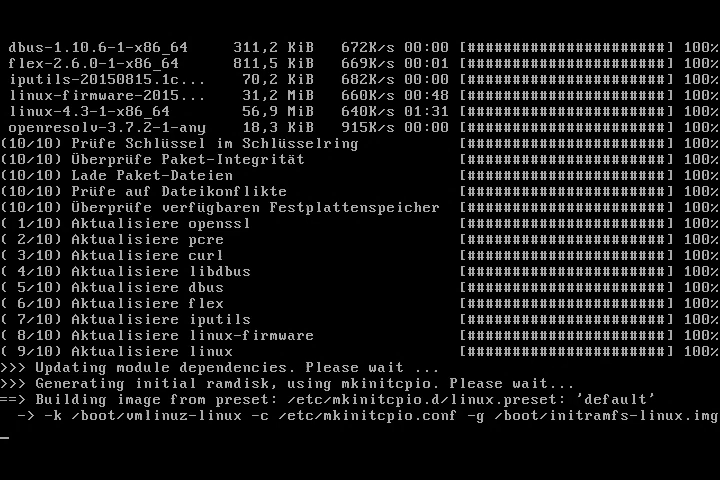 dbus-1.10.6-1-x86_64 311,2 KiB 672K/s 00:00 [######################] 100%
flex-2.6.0-1-x86_64 811,5 KiB 669K/s 00:01 [######################] 100%
iputils-20150815.1c... 70,2 KiB 682K/s 00:00 [######################] 100%
linux-firmware-2015... 31,2 MiB 660K/s 00:48 [######################] 100%
linux-4.3-1-x86_64 56,9 MiB 640K/s 01:31 [######################] 100%
openresolv-3.7.2-1-any 18,3 KiB 915K/s 00:00 [######################] 100%
(10/10) Prüfe Schlüssel im Schlüsselring [######################] 100%
(10/10) Überprüfe Paket-Integrität [######################] 100%
(10/10) Lade Paket-Dateien [######################] 100%
(10/10) Prüfe auf Dateikonflikte [######################] 100%
(10/10) Überprüfe verfügbaren Festplattenspeicher [######################] 100%
( 1/10) Aktualisiere openssl [######################] 100%
( 2/10) Aktualisiere pcre [######################] 100%
( 3/10) Aktualisiere curl [######################] 100%
( 4/10) Aktualisiere libdbus [######################] 100%
( 5/10) Aktualisiere dbus [######################] 100%
( 6/10) Aktualisiere flex [######################] 100%
( 7/10) Aktualisiere iputils [######################] 100%
( 8/10) Aktualisiere linux-firmware [######################] 100%
( 9/10) Aktualisiere linux [######################] 100%
>>> Updating module dependencies. Please wait ...
>>> Generating initial ramdisk, using mkinitcpio. Please wait...
==> Building image from preset: /etc/mkinitcpio.d/linux.preset: 'default'
-> -k /boot/vmlinuz-linux -c /etc/mkinitcpio.conf -g /boot/initramfs-linux.img
_